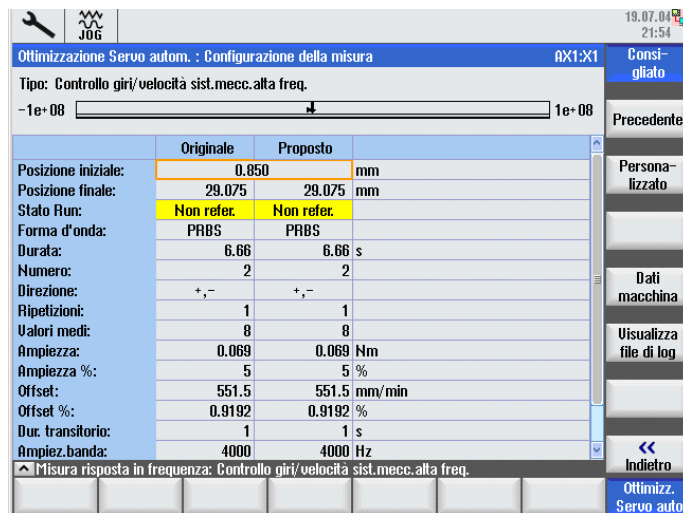 JOG
19.07.04
21:54
Ottimizzazione Servo autom. : Configurazione della misura AX1:X1
Tipo: Controllo giri/velocità sist.mecc.alta freq.
-1e+08 1e+08
Originale Proposto
Posizione iniziale: 0.850 mm
Posizione finale: 29.075 29.075 mm
Stato Run: Non refer. Non refer.
Forma d'onda: PRBS PRBS
Durata: 6.66 6.66 s
Numero: 2 2
Direzione: +,- +,-
Ripetizioni: 1 1
Valori medi: 8 8
Ampiezza: 0.069 0.069 Nm
Ampiezza %: 5 5 %
Offset: 551.5 551.5 mm/min
Offset %: 0.9192 0.9192 %
Dur. transitorio: 1 1 s
Ampiez.banda: 4000 4000 Hz
Misura risposta in frequenza: Controllo giri/velocità sist.mecc.alta freq.
Consi-
gliato
Precedente
Persona-
lizzato
Dati
macchina
Visualizza
file di log
«
Indietro
Ottimizz.
Servo auto